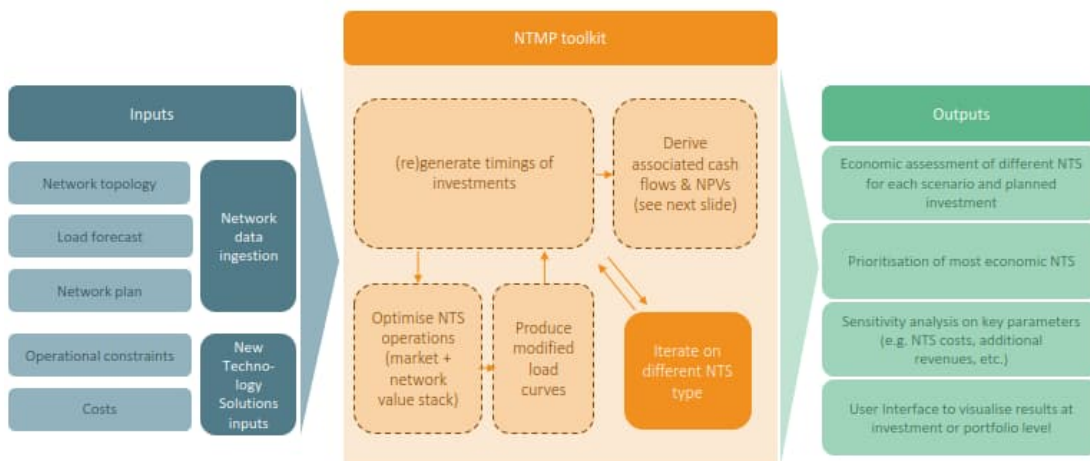 NTMP toolkit
Inputs
Network topology
Load forecast
Network plan
Operational constraints
Costs
Network
data
ingestion
New
Techno-
logy
Solutions
inputs
(re)generate timings of
investments
Derive
associated cash
flows & NPVs
(see next slide)
Optimise NTS
operations
(market +
network
value stack)
Produce
modified
load
curves
Iterate on
different NTS
type
Outputs
Economic assessment of different NTS
for each scenario and planned
investment
Prioritisation of most economic NTS
Sensitivity analysis on key parameters
(e.g. NTS costs, additional
revenues, etc.)
User Interface to visualise results at
investment or portfolio level